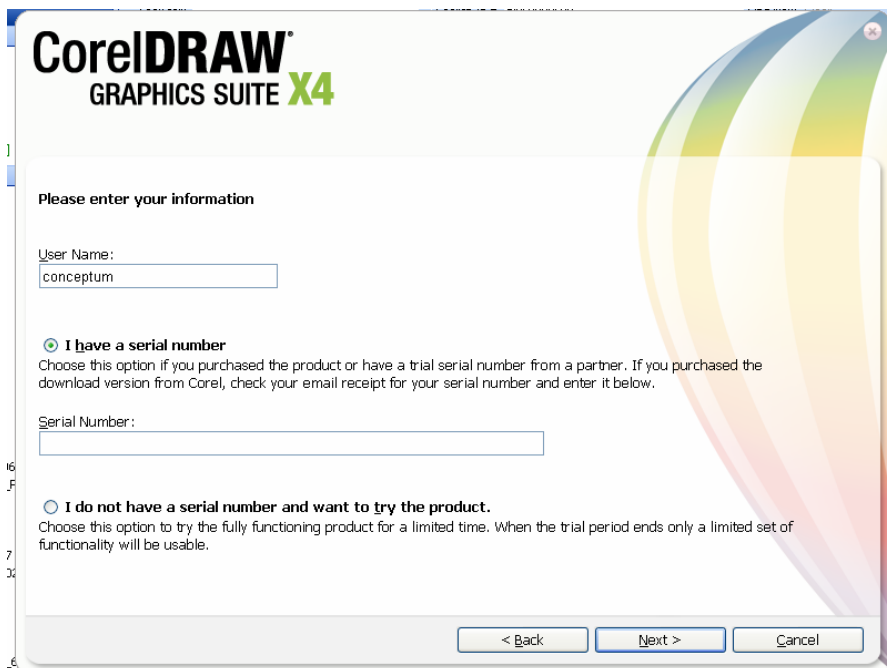 CorelDRAW®
GRAPHICS SUITE X4
Please enter your information
User Name:
conceptum
I have a serial number
Choose this option if you purchased the product or have a trial serial number from a partner. If you purchased the
download version from Corel, check your email receipt for your serial number and enter it below.
Serial Number:
I do not have a serial number and want to try the product.
Choose this option to try the fully functioning product for a limited time. When the trial period ends only a limited set of
functionality will be usable.
< Back
Next >
Cancel